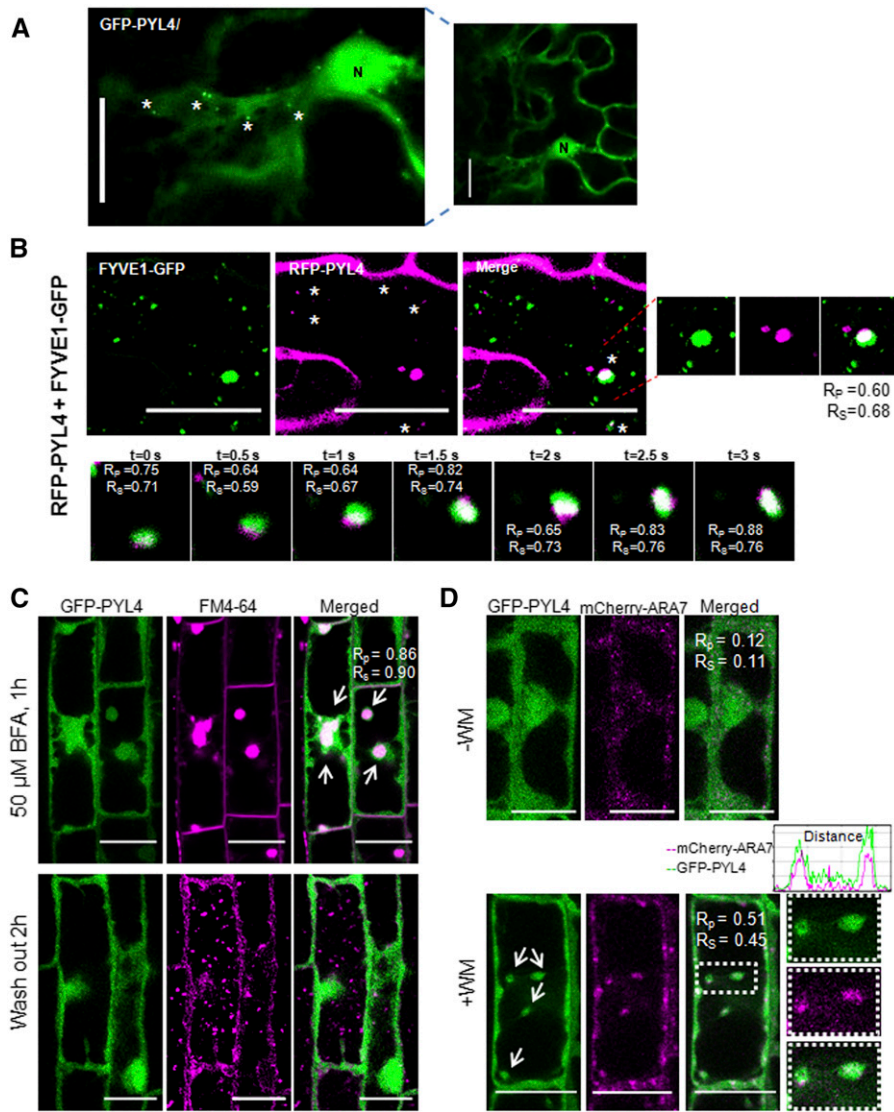 A
GFP-PYL4/
N
*
*
*
*
N
B
RFP-PYL4 + FYVE1-GFP
FYVE1-GFP
RFP-PYL4
Merge
*
*
*
*
*
*
*
R_P =0.60
R_S=0.68
t=0 s
t=0.5 s
t=1 s
t=1.5 s
t=2 s
t=2.5 s
t=3 s
R_P=0.75
R_S=0.71
R_P=0.64
R_S=0.59
R_P=0.64
R_S=0.67
R_P=0.82
R_S=0.74
R_P=0.65
R_S=0.73
R_P=0.83
R_S=0.76
R_P=0.88
R_S=0.76
C
GFP-PYL4
FM4-64
Merged
50 µM BFA, 1h
R_p = 0.86
R_s = 0.90
Wash out 2h
D
GFP-PYL4
mCherry-ARA7
Merged
-WM
R_p = 0.12
R_S = 0.11
Distance
mCherry-ARA7
GFP-PYL4
+WM
R_p = 0.51
R_S = 0.45